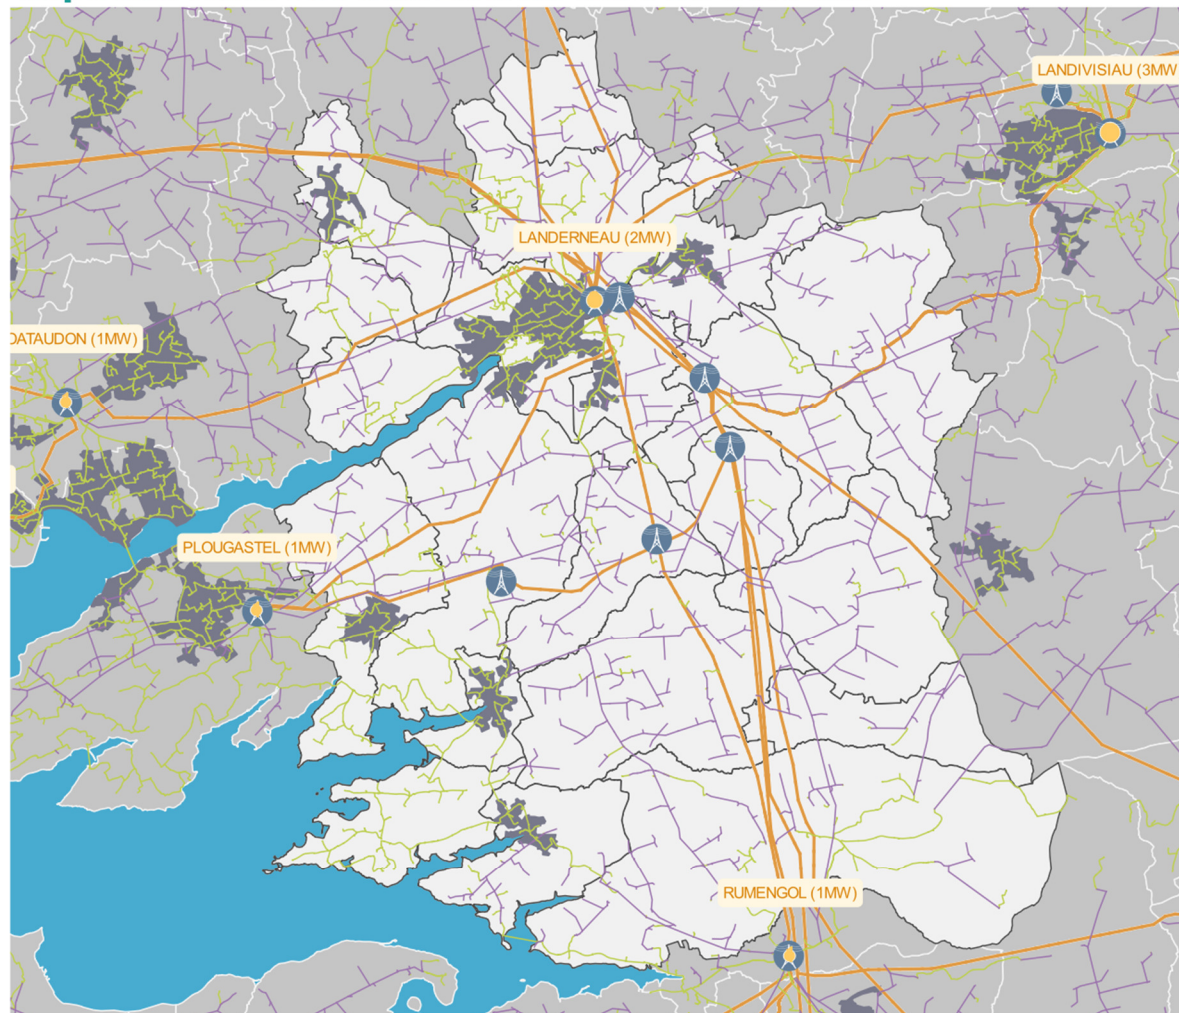 LANDIVISIAU (3MW
LANDERNEAU (2MW)
DATAUDON (1MW)
PLOUGASTEL (1MW)
RUMENGOL (1MW)